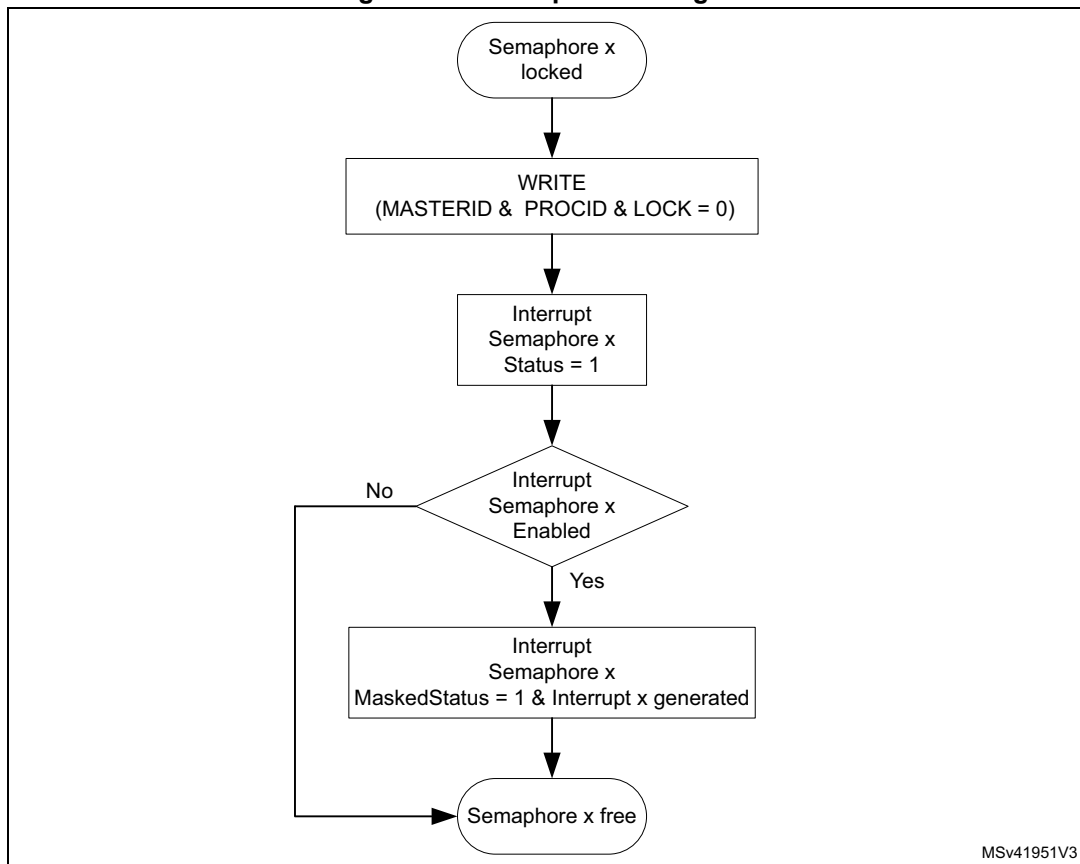 Semaphore x
locked
WRITE
(MASTERID & PROCID & LOCK = 0)
Interrupt
Semaphore x
Status = 1
Interrupt
Semaphore x
Enabled
No
Yes
Interrupt
Semaphore x
MaskedStatus = 1 & Interrupt x generated
Semaphore x free
MSv41951V3